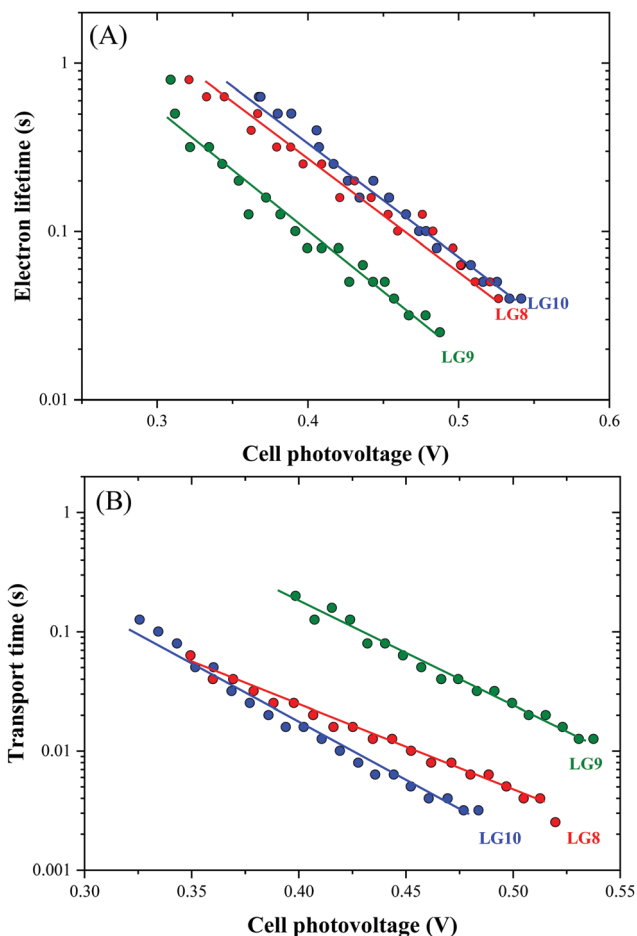 (A)
1
0.1
0.01
Electron lifetime (s)
LG8
LG10
LG9
0.3
0.4
0.5
0.6
Cell photovoltage (V)
(B)
1
0.1
0.01
0.001
Transport time (s)
LG9
LG10
LG8
0.30
0.35
0.40
0.45
0.50
0.55
Cell photovoltage (V)